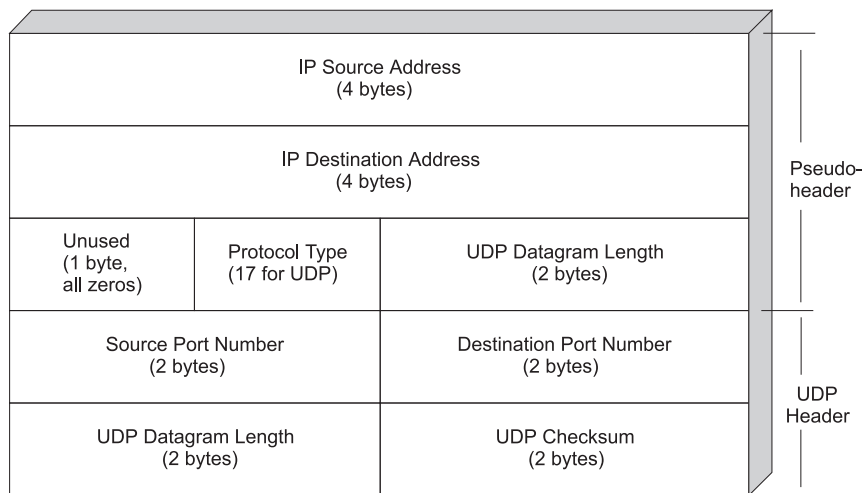 IP Source Address
(4 bytes)
IP Destination Address
(4 bytes)
Pseudo–
header
Unused
(1 byte,
all zeros)
Protocol Type
(17 for UDP)
UDP Datagram Length
(2 bytes)
Source Port Number
(2 bytes)
Destination Port Number
(2 bytes)
UDP
Header
UDP Datagram Length
(2 bytes)
UDP Checksum
(2 bytes)